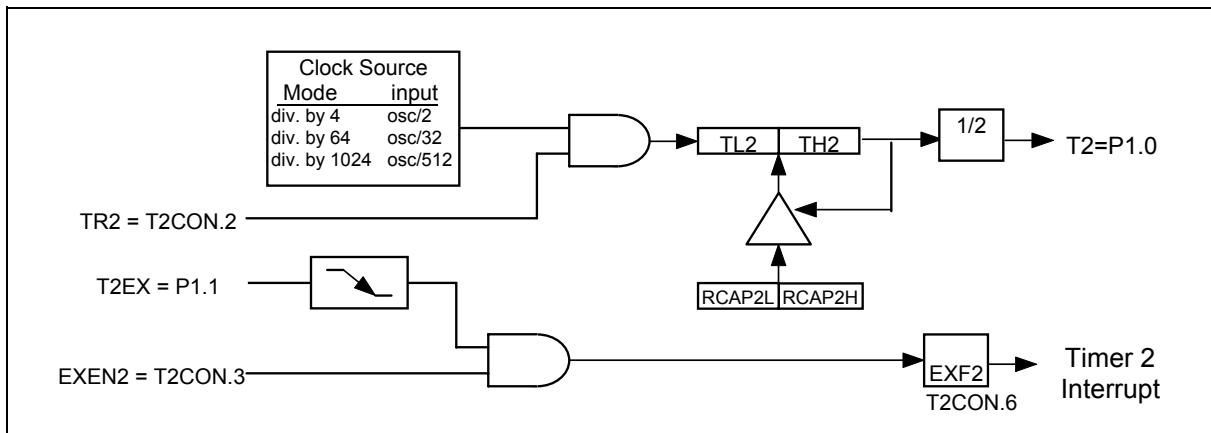 Clock Source
Mode input
div. by 4 osc/2
div. by 64 osc/32
div. by 1024 osc/512
TL2 TH2
1/2
T2=P1.0
TR2 = T2CON.2
T2EX = P1.1
RCAP2L RCAP2H
EXEN2 = T2CON.3
EXF2
T2CON.6
Timer 2
Interrupt